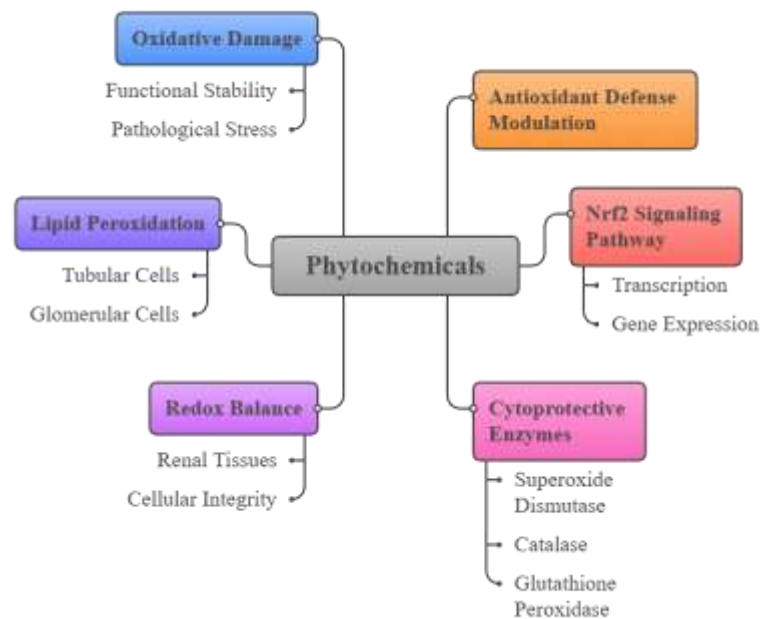 Oxidative Damage
Functional Stability
Pathological Stress
Lipid Peroxidation
Tubular Cells
Glomerular Cells
Redox Balance
Renal Tissues
Cellular Integrity
Phytochemicals
Antioxidant Defense
Modulation
Nrf2 Signaling
Pathway
Transcription
Gene Expression
Cytoprotective
Enzymes
Superoxide
Dismutase
Catalase
Glutathione
Peroxidase